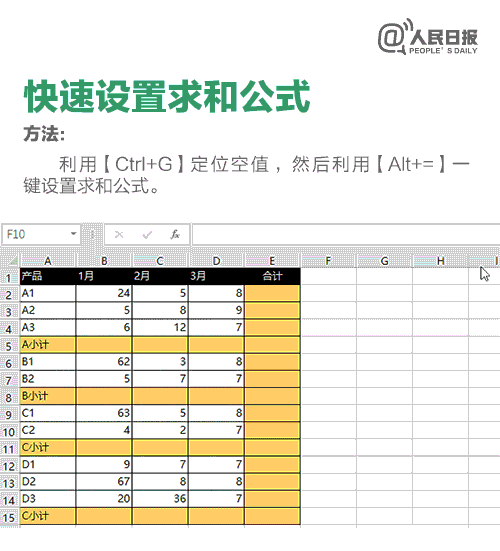 @人民日报
PEOPLE'S DAILY
快速设置求和公式
方法:
利用【Ctrl+G】定位空值，然后利用【Alt+=】一
键设置求和公式。
F10 fx
A B C D E F G H I
1 产品 1月 2月 3月 合计
2 A1 24 5 8
3 A2 5 8 9
4 A3 6 12 7
5 A小计
6 B1 62 3 8
7 B2 5 7 7
8 B小计
9 C1 63 5 8
10 C2 4 2 7
11 C小计
12 D1 9 7 7
13 D2 67 8 8
14 D3 20 36 7
15 C小计